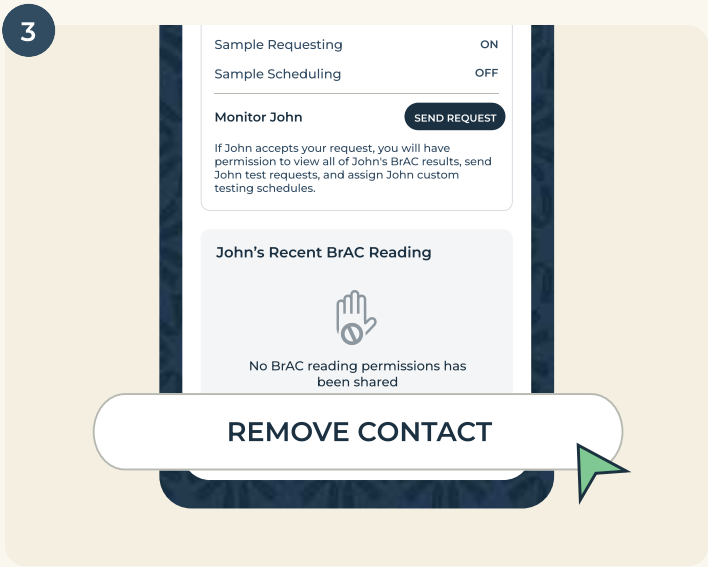 3
Sample Requesting ON
Sample Scheduling OFF
Monitor John SEND REQUEST
If John accepts your request, you will have
permission to view all of John's BrAC results, send
John test requests, and assign John custom
testing schedules.
John’s Recent BrAC Reading
No BrAC reading permissions has
been shared
REMOVE CONTACT